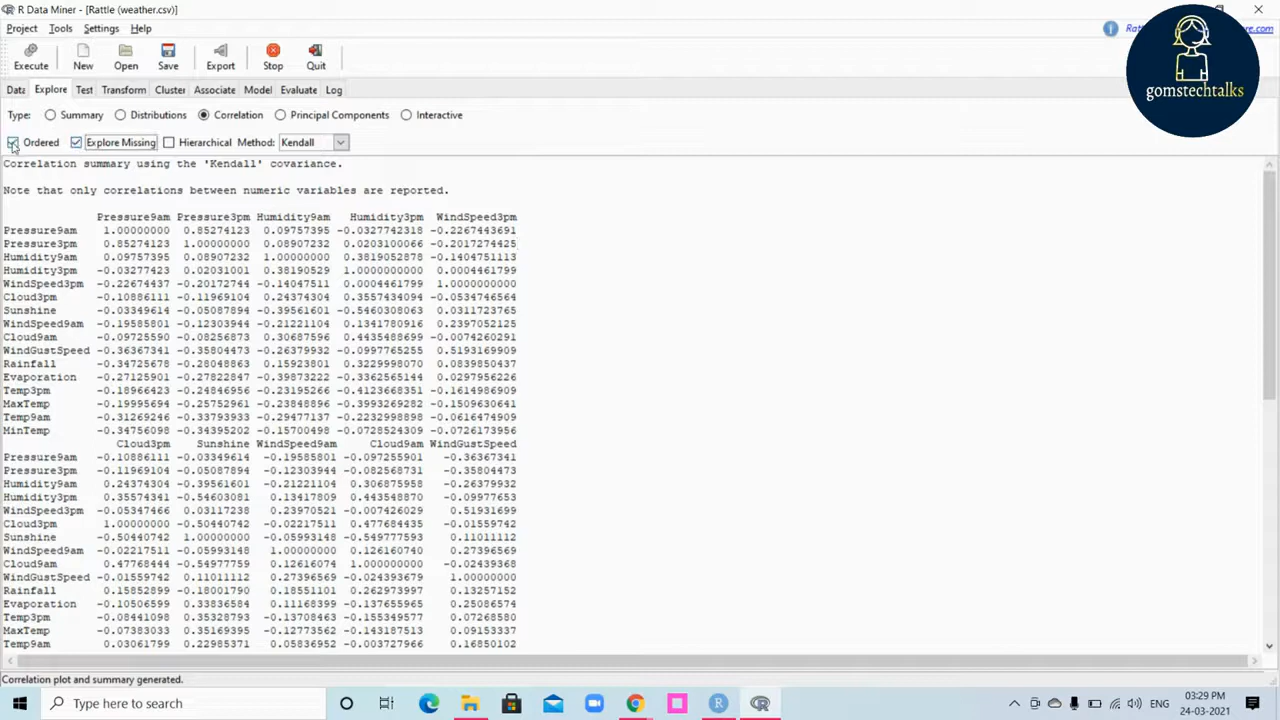 R Data Miner - [Rattle (weather.csv)]
Project Tools Settings Help
Execute New Open Save Export Stop Quit
gomstechtalks
Data Explore Test Transform Cluster Associate Model Evaluate Log
Type: Summary Distributions Correlation Principal Components Interactive
Ordered Explore Missing Hierarchical Method: Kendall
Correlation summary using the 'Kendall' covariance.
Note that only correlations between numeric variables are reported.
Pressure9am Pressure3pm Humidity9am Humidity3pm WindSpeed3pm
Pressure9am 1.00000000 0.85274123 0.09757395 -0.0327742318 -0.2267443691
Pressure3pm 0.85274123 1.00000000 0.08907232 0.0203100066 -0.2017274425
Humidity9am 0.09757395 0.08907232 1.00000000 0.3819052878 -0.1404751113
Humidity3pm -0.03277423 0.02031001 0.38190529 1.0000000000 0.0004461799
WindSpeed3pm -0.22674437 -0.20172744 -0.14047511 0.0004461799 1.0000000000
Cloud3pm -0.10886111 -0.11969104 0.24374304 0.3557434094 -0.0534746564
Sunshine -0.03349614 -0.05087894 -0.39561601 -0.5460308063 0.0311723765
WindSpeed9am -0.19585801 -0.12303944 -0.21221104 0.1341780916 0.2397052125
Cloud9am -0.09725590 -0.08256873 0.30687596 0.4435488699 -0.0074260291
WindGustSpeed -0.36367341 -0.35804473 -0.26379932 -0.0997765255 0.5193169909
Rainfall -0.34725678 -0.28048863 0.15923801 0.3229998070 0.0839850437
Evaporation -0.27125901 -0.27822847 -0.39873222 -0.3362565144 0.0297956226
Temp3pm -0.18966423 -0.24846956 -0.23195266 -0.4123668351 -0.1614986909
MaxTemp -0.19995694 -0.25752961 -0.23848896 -0.3993269282 -0.1509630641
Temp9am -0.31269246 -0.33793933 -0.29477137 -0.2232998898 -0.0616474909
MinTemp -0.34756098 -0.34395202 -0.15700498 -0.0728524309 -0.0726173956
Cloud3pm Sunshine WindSpeed9am Cloud9am WindGustSpeed
Pressure9am -0.10886111 -0.03349614 -0.19585801 -0.097255901 -0.36367341
Pressure3pm -0.11969104 -0.05087894 -0.12303944 -0.082568731 -0.35804473
Humidity9am 0.24374304 -0.39561601 -0.21221104 0.306875958 -0.26379932
Humidity3pm 0.35574341 -0.54603081 0.13417809 0.443548870 -0.09977653
WindSpeed3pm -0.05347466 0.03117238 0.23970521 -0.007426029 0.51931699
Cloud3pm 1.00000000 -0.50440742 -0.02217511 0.477684435 -0.01559742
Sunshine -0.50440742 1.00000000 -0.05993148 -0.549777593 0.11011112
WindSpeed9am -0.02217511 -0.05993148 1.00000000 0.126160740 0.27396569
Cloud9am 0.47768444 -0.54977759 0.12616074 1.000000000 -0.02439368
WindGustSpeed -0.01559742 0.11011112 0.27396569 -0.024393679 1.00000000
Rainfall 0.15852899 -0.18001790 0.18551101 0.262973997 0.13257152
Evaporation -0.10506599 0.33836584 0.11168399 -0.137655965 0.25086574
Temp3pm -0.08441098 0.35328793 -0.13708463 -0.155349577 0.07268580
MaxTemp -0.07383033 0.35169395 -0.12773562 -0.143187513 0.09153337
Temp9am 0.03061799 0.22985371 0.05836952 -0.003727966 0.16850102
Correlation plot and summary generated.
Type here to search
ENG
03:29 PM
24-03-2021